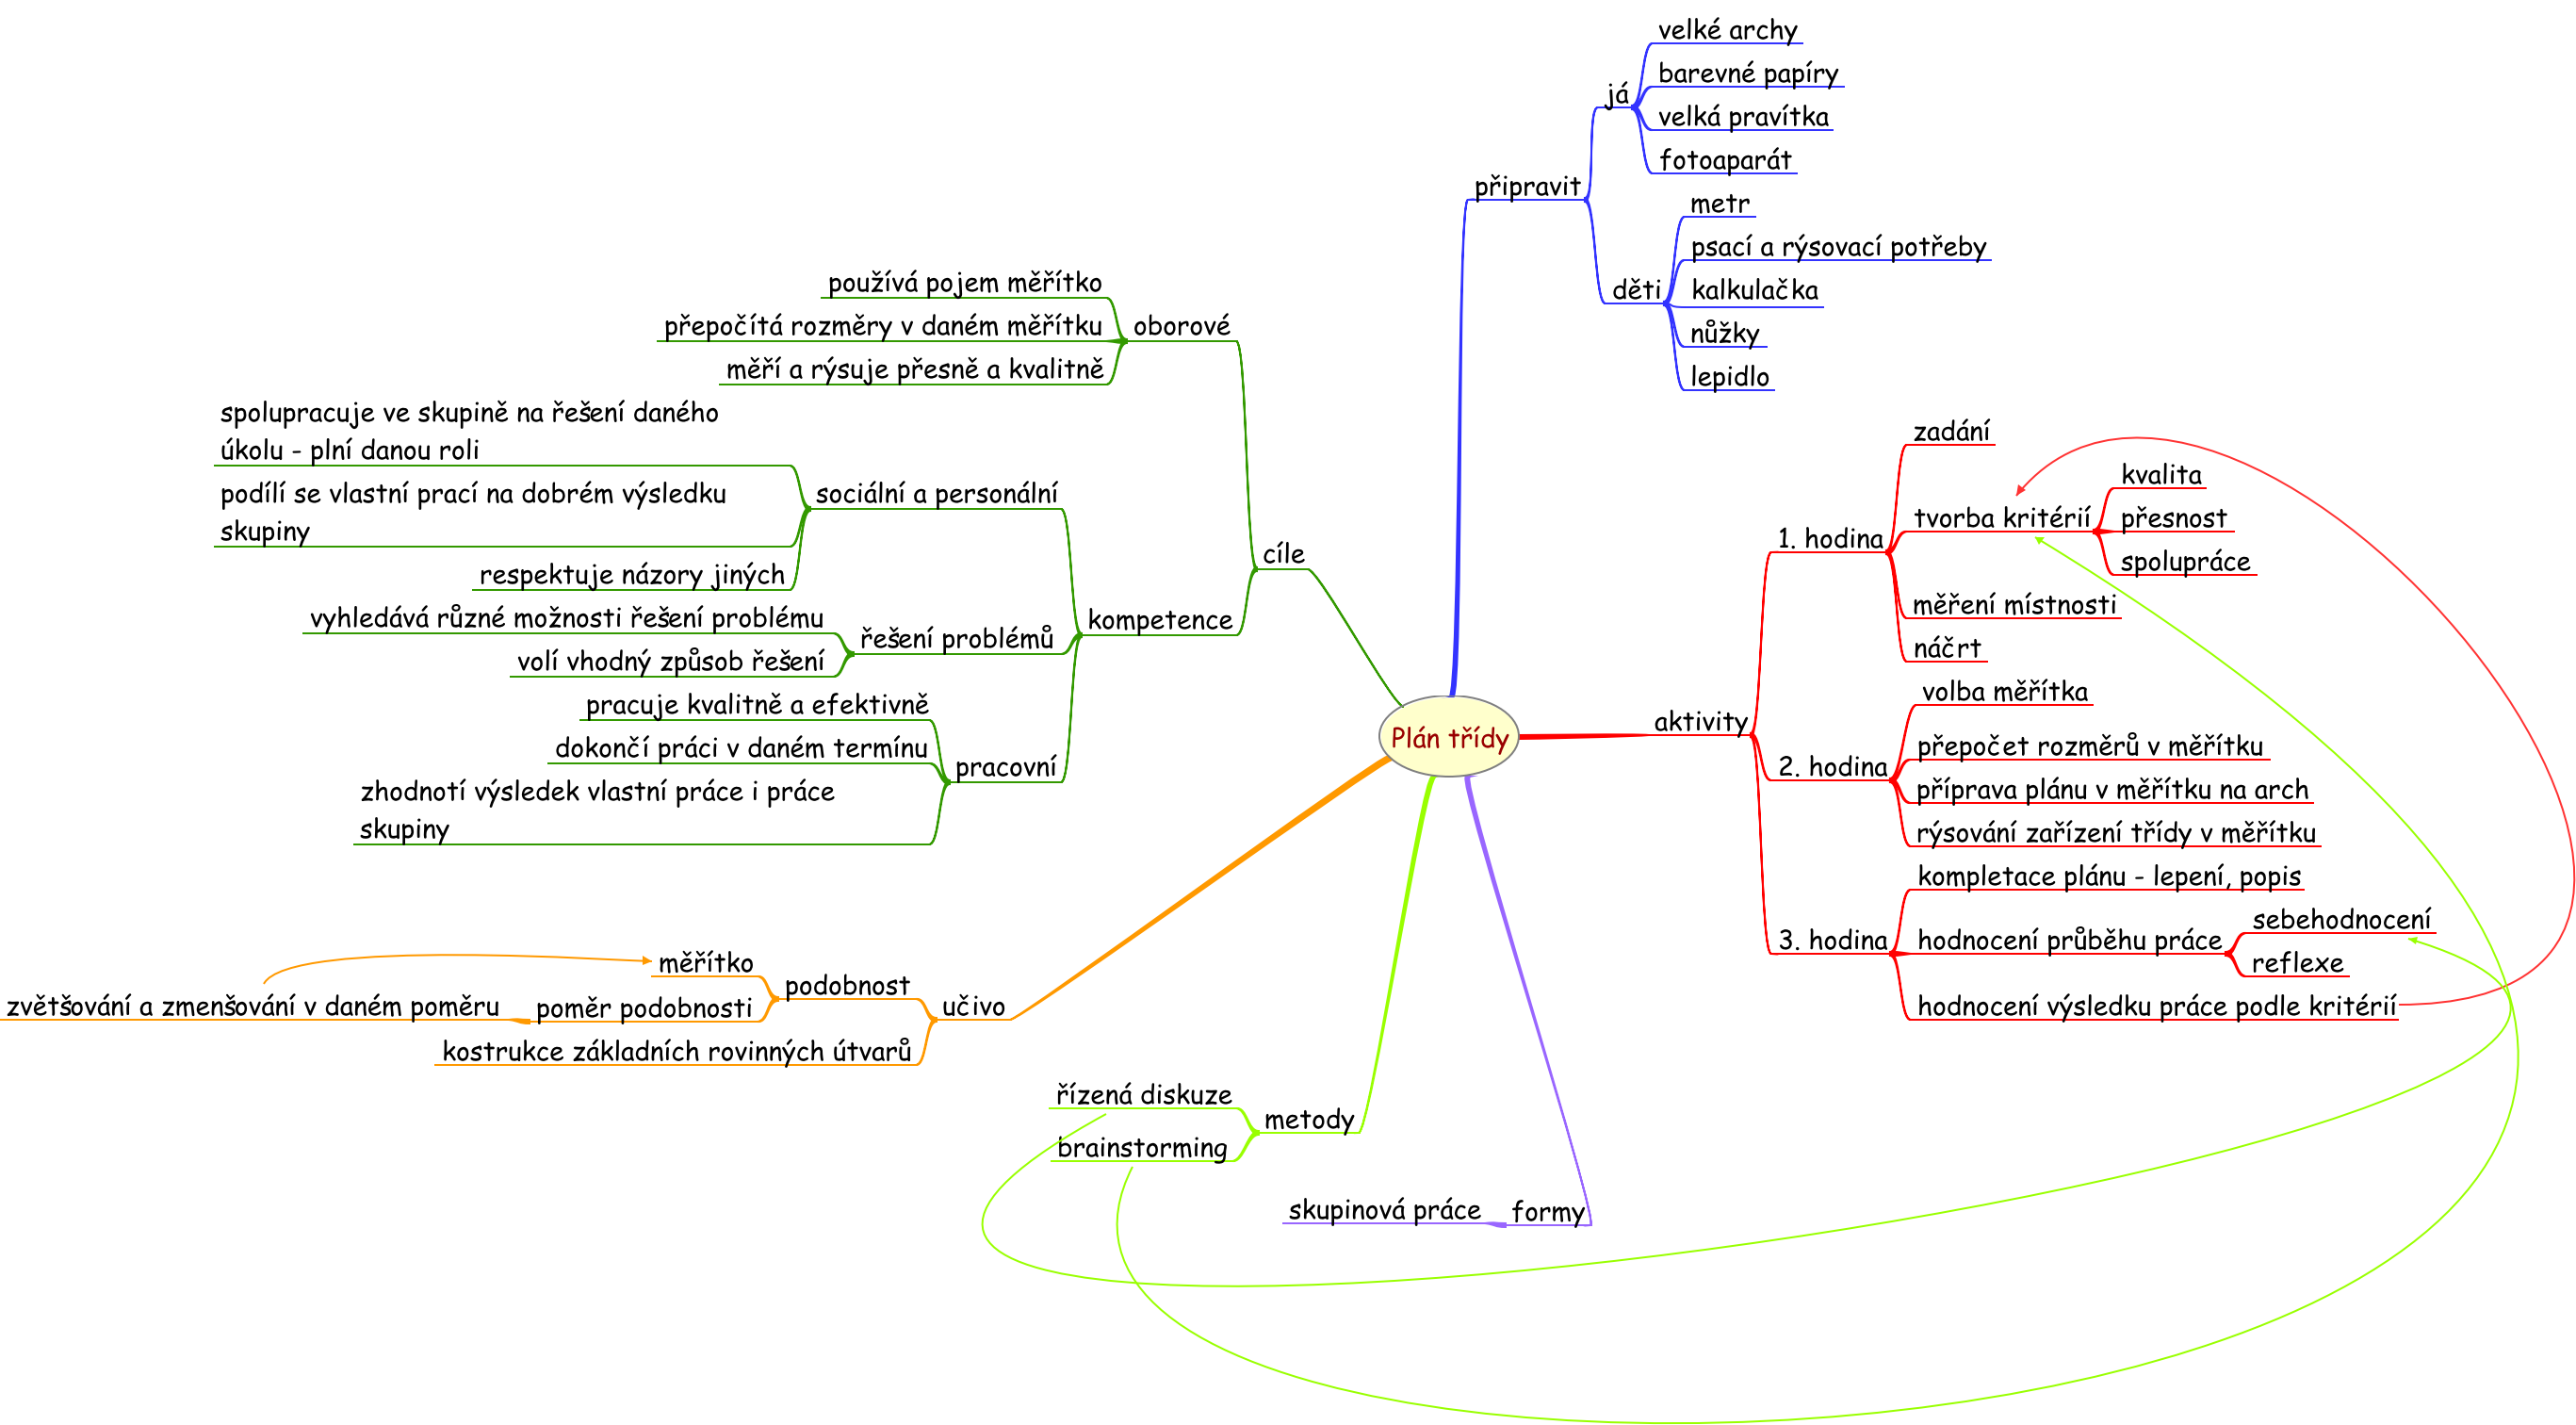 Plán třídy
připravit
já
velké archy
barevné papíry
velká pravítka
fotoaparát
děti
metr
psací a rýsovací potřeby
kalkulačka
nůžky
lepidlo
aktivity
1. hodina
zadání
tvorba kritérií
kvalita
přesnost
spolupráce
měření místnosti
náčrt
2. hodina
volba měřítka
přepočet rozměrů v měřítku
příprava plánu v měřítku na arch
rýsování zařízení třídy v měřítku
3. hodina
kompletace plánu - lepení, popis
hodnocení průběhu práce
sebehodnocení
reflexe
hodnocení výsledku práce podle kritérií
cíle
oborové
používá pojem měřítko
přepočítá rozměry v daném měřítku
měří a rýsuje přesně a kvalitně
kompetence
sociální a personální
spolupracuje ve skupině na řešení daného
úkolu - plní danou roli
podílí se vlastní prací na dobrém výsledku
skupiny
respektuje názory jiných
řešení problémů
vyhledává různé možnosti řešení problému
volí vhodný způsob řešení
pracovní
pracuje kvalitně a efektivně
dokončí práci v daném termínu
zhodnotí výsledek vlastní práce i práce
skupiny
učivo
podobnost
měřítko
poměr podobnosti
zvětšování a zmenšování v daném poměru
kostrukce základních rovinných útvarů
metody
řízená diskuze
brainstorming
formy
skupinová práce